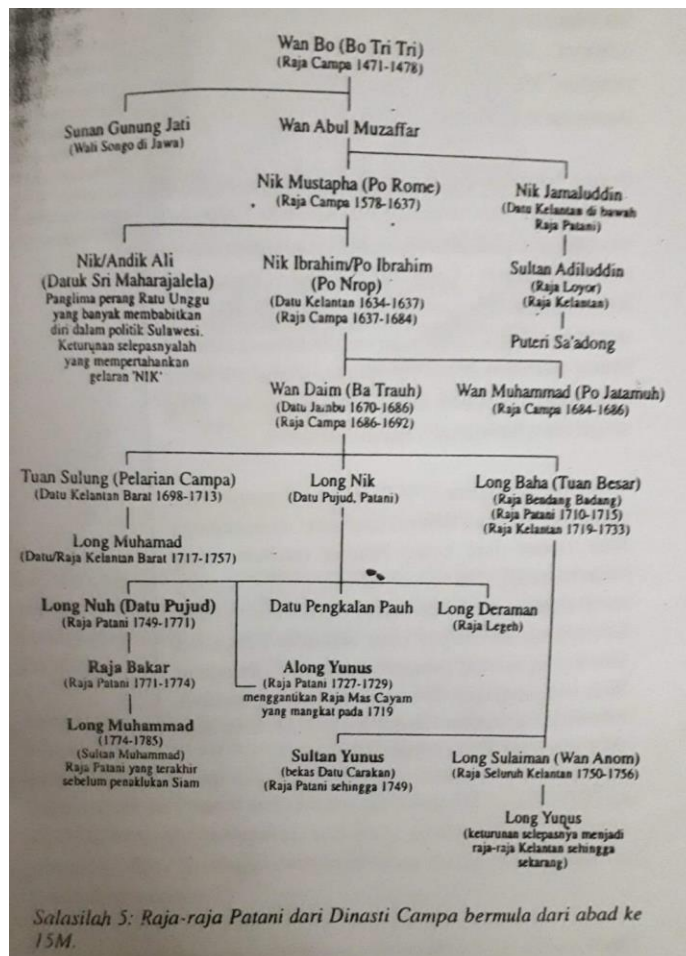 Wan Bo (Bo Tri Tri)
(Raja Campa 1471-1478)
Sunan Gunung Jati
(Wali Songo di Jawa)
Wan Abul Muzaffar
Nik Mustapha (Po Rome)
(Raja Campa 1578-1637)
Nik Jamaluddin
(Datu Kelantan di bawah
Raja Patani)
Nik/Andik Ali
(Datuk Sri Maharajalela)
Panglima perang Ratu Unggu
yang banyak membabitkan
diri dalam politik Sulawesi.
Keturunan selepasnyalah
yang mempertahankan
gelaran 'NIK'
Nik Ibrahim/Po Ibrahim
(Po Nrop)
(Datu Kelantan 1634-1637)
(Raja Campa 1637-1684)
Sultan Adiluddin
(Raja Loyor)
(Raja Kelantan)
Puteri Sa'adong
Wan Daim (Ba Trauh)
(Datu Jambu 1670-1686)
(Raja Campa 1686-1692)
Wan Muhammad (Po Jatamuh)
(Raja Campa 1684-1686)
Tuan Sulung (Pelarian Campa)
(Datu Kelantan Barat 1698-1713)
Long Nik
(Datu Pujud, Patani)
Long Baha (Tuan Besar)
(Raja Bendang Badang)
(Raja Patani 1710-1715)
(Raja Kelantan 1719-1733)
Long Muhamad
(Datu/Raja Kelantan Barat 1717-1757)
Long Nuh (Datu Pujud)
(Raja Patani 1749-1771)
Datu Pengkalan Pauh
Long Deraman
(Raja Legeh)
Raja Bakar
(Raja Patani 1771-1774)
Along Yunus
(Raja Patani 1727-1729)
menggantikan Raja Mas Cayam
yang mangkat pada 1719
Long Muhammad
(1774-1785)
(Sultan Muhammad)
Raja Patani yang terakhir
sebelum penaklukan Siam
Sultan Yunus
(bekas Datu Carakan)
(Raja Patani sehingga 1749)
Long Sulaiman (Wan Anom)
(Raja Seluruh Kelantan 1750-1756)
Long Yunus
(keturunan selepasnya menjadi
raja-raja Kelantan sehingga
sekarang)
Salasilah 5: Raja-raja Patani dari Dinasti Campa bermula dari abad ke
15M.